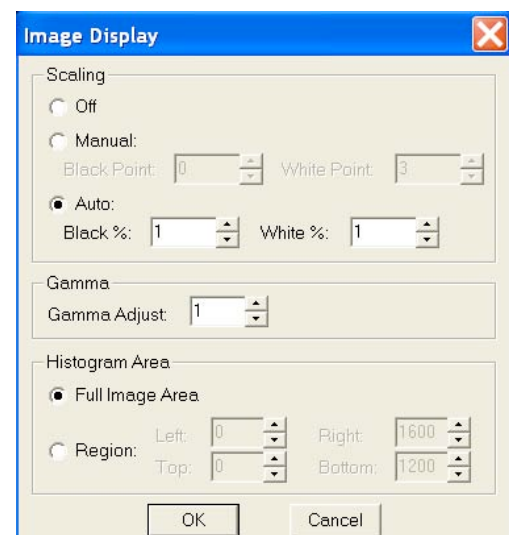 Image Display
Scaling
Off
Manual:
Black Point: 0 White Point: 3
Auto:
Black %: 1 White %: 1
Gamma
Gamma Adjust: 1
Histogram Area
Full Image Area
Left: 0 Right: 1600
Region:
Top: 0 Bottom: 1200
OK Cancel